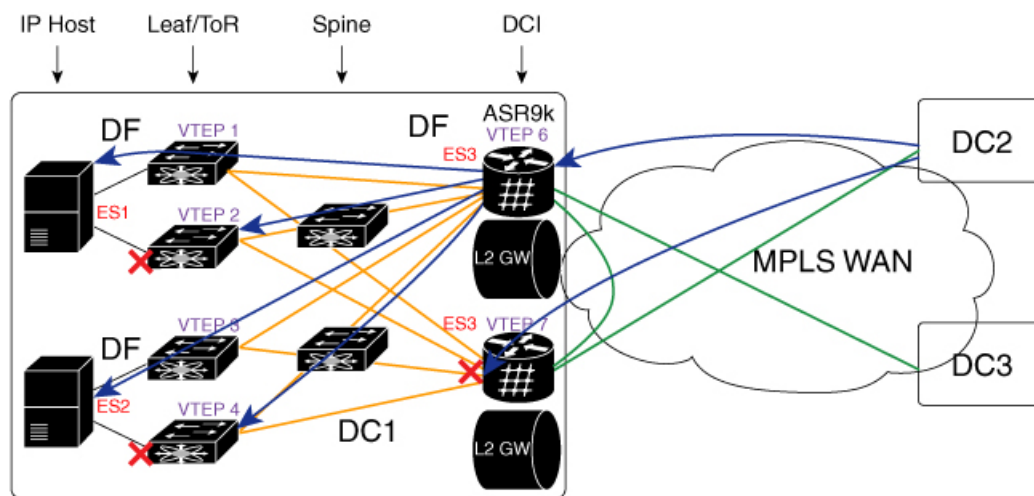 IP Host
Leaf/ToR
Spine
DCI
DF
VTEP 1
DF
ASR9k
VTEP 6
ES3
DC2
ES1
VTEP 2
L2 GW
MPLS WAN
DF
VTEP 3
ES3
VTEP 7
DC3
ES2
VTEP 4
DC1
L2 GW